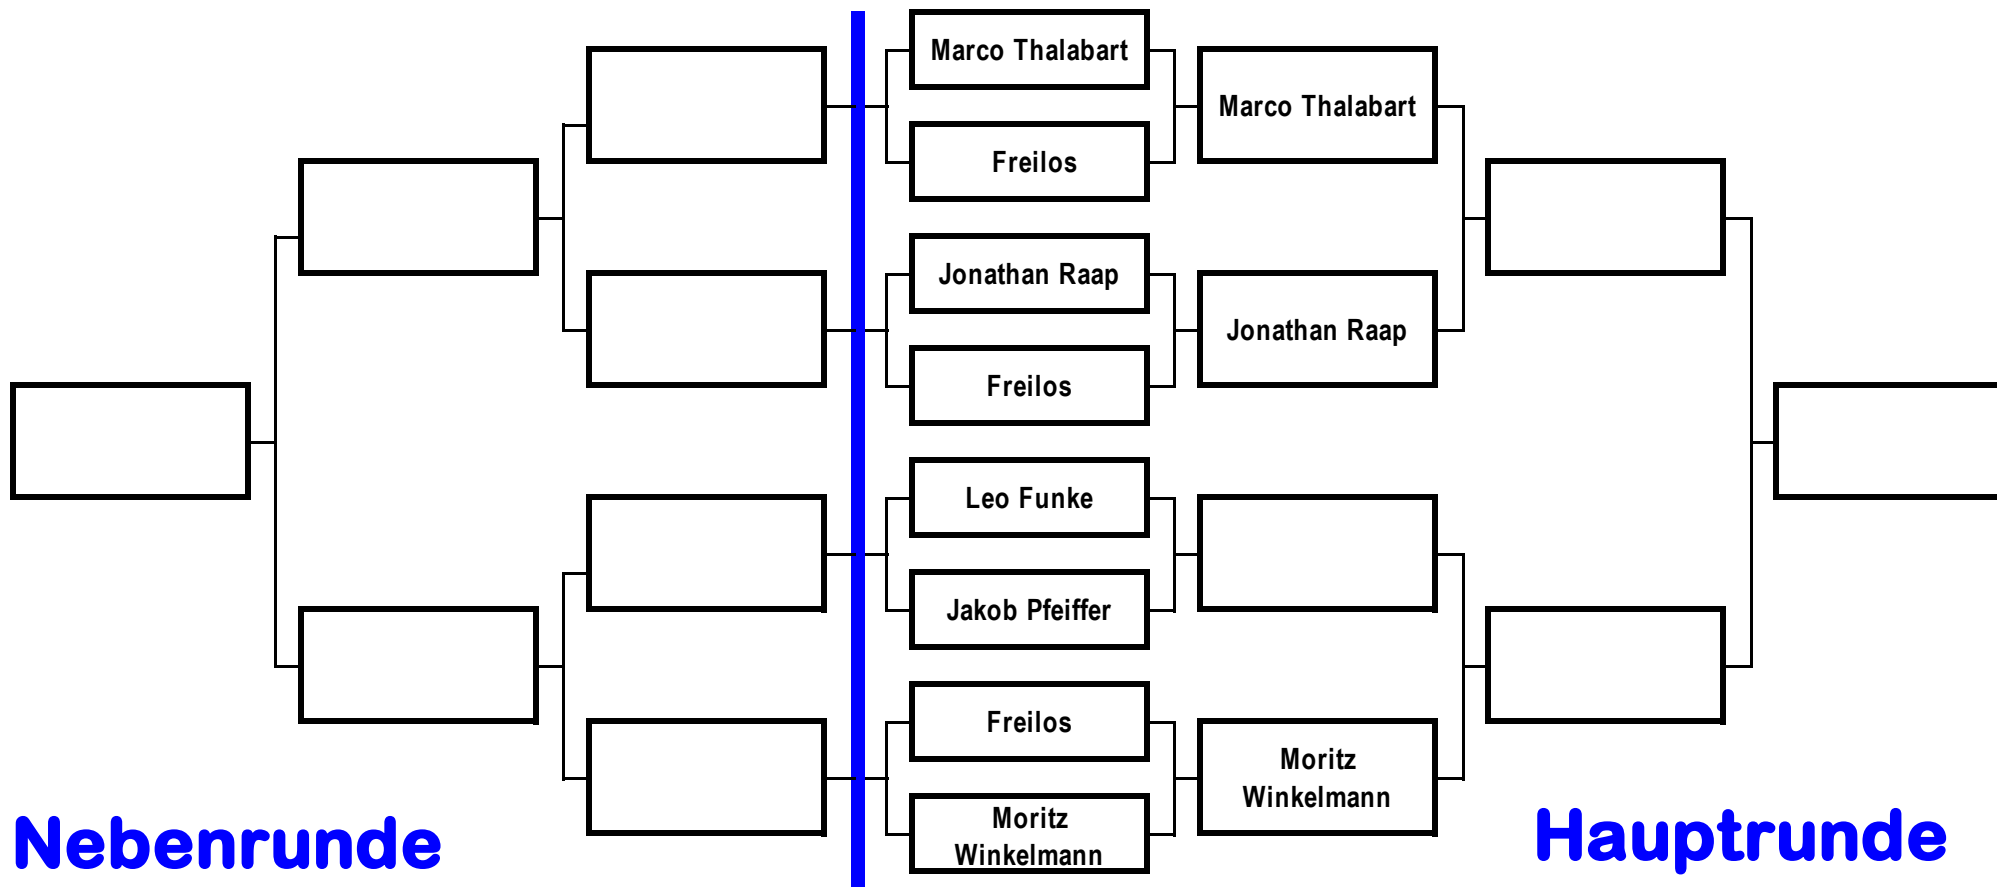 Marco Thalabart
Marco Thalabart
Freilos
Jonathan Raap
Jonathan Raap
Freilos
Leo Funke
Jakob Pfeiffer
Freilos
Moritz
Winkelmann
Moritz
Winkelmann
Nebenrunde
Hauptrunde